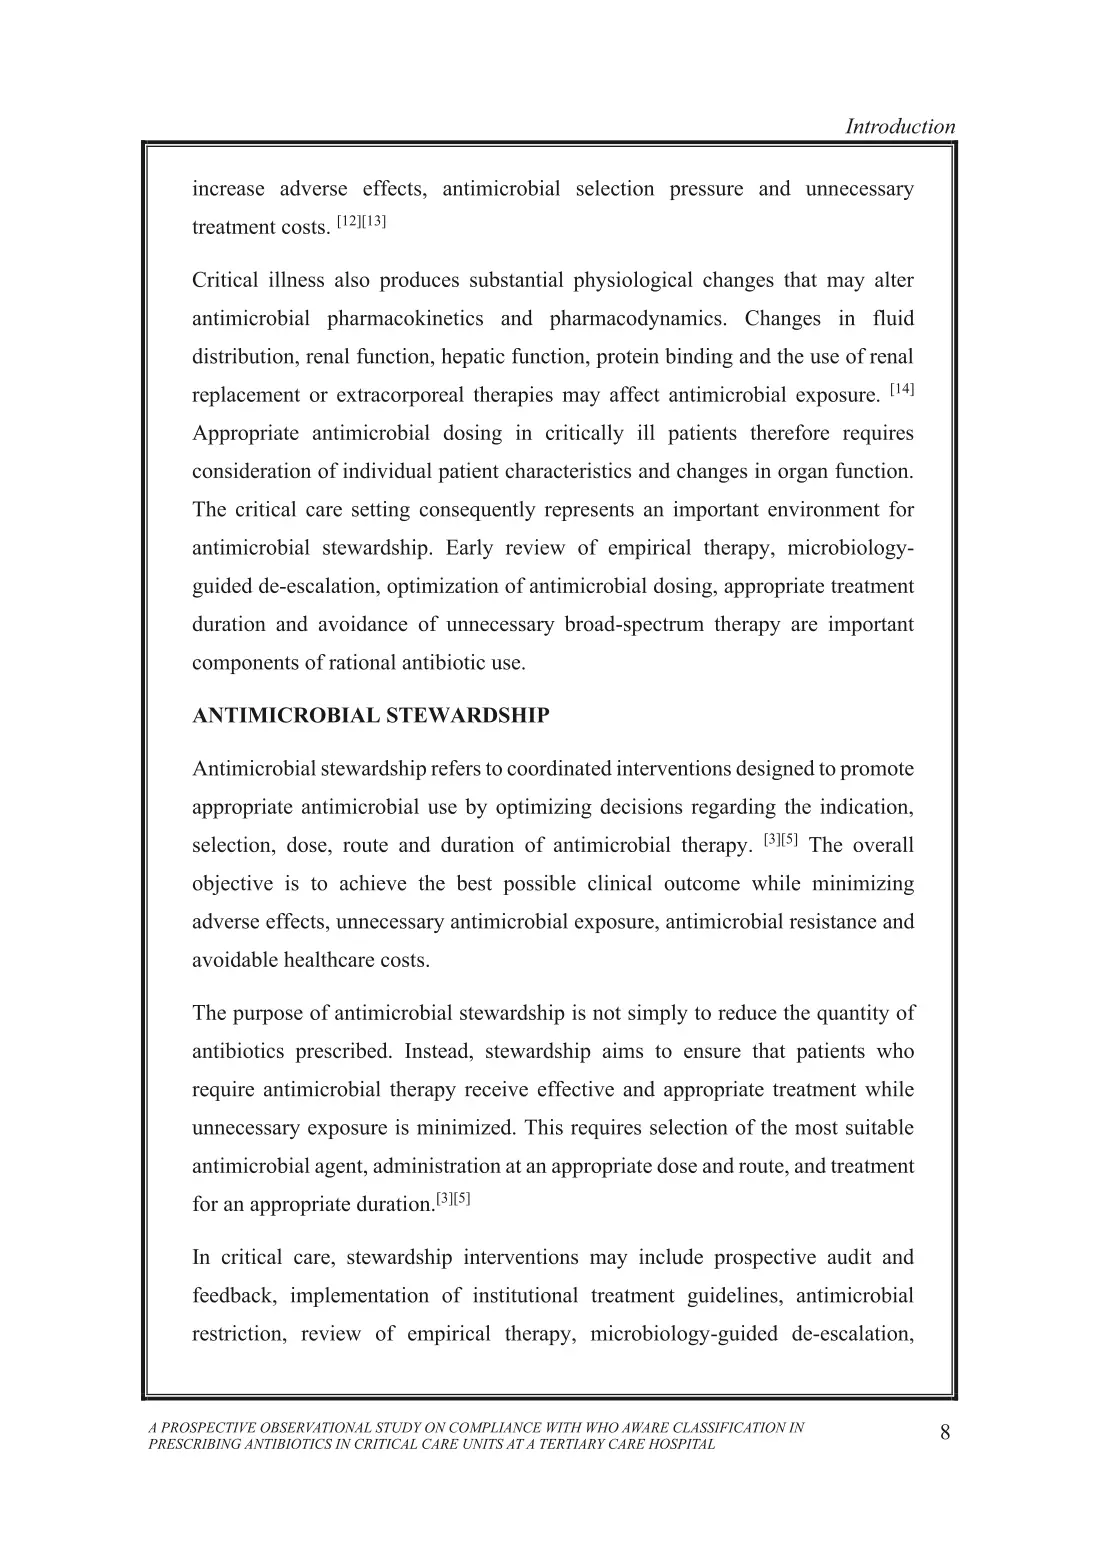 Introduction
increase adverse effects, antimicrobial selection pressure and unnecessary
treatment costs. [12][13]
Critical illness also produces substantial physiological changes that may alter
antimicrobial pharmacokinetics and pharmacodynamics. Changes in fluid
distribution, renal function, hepatic function, protein binding and the use of renal
replacement or extracorporeal therapies may affect antimicrobial exposure. [14]
Appropriate antimicrobial dosing in critically ill patients therefore requires
consideration of individual patient characteristics and changes in organ function.
The critical care setting consequently represents an important environment for
antimicrobial stewardship. Early review of empirical therapy, microbiology-
guided de-escalation, optimization of antimicrobial dosing, appropriate treatment
duration and avoidance of unnecessary broad-spectrum therapy are important
components of rational antibiotic use.
ANTIMICROBIAL STEWARDSHIP
Antimicrobial stewardship refers to coordinated interventions designed to promote
appropriate antimicrobial use by optimizing decisions regarding the indication,
selection, dose, route and duration of antimicrobial therapy. [3][5] The overall
objective is to achieve the best possible clinical outcome while minimizing
adverse effects, unnecessary antimicrobial exposure, antimicrobial resistance and
avoidable healthcare costs.
The purpose of antimicrobial stewardship is not simply to reduce the quantity of
antibiotics prescribed. Instead, stewardship aims to ensure that patients who
require antimicrobial therapy receive effective and appropriate treatment while
unnecessary exposure is minimized. This requires selection of the most suitable
antimicrobial agent, administration at an appropriate dose and route, and treatment
for an appropriate duration.[3][5]
In critical care, stewardship interventions may include prospective audit and
feedback, implementation of institutional treatment guidelines, antimicrobial
restriction, review of empirical therapy, microbiology-guided de-escalation,
A PROSPECTIVE OBSERVATIONAL STUDY ON COMPLIANCE WITH WHO AWARE CLASSIFICATION IN
PRESCRIBING ANTIBIOTICS IN CRITICAL CARE UNITS AT A TERTIARY CARE HOSPITAL
8